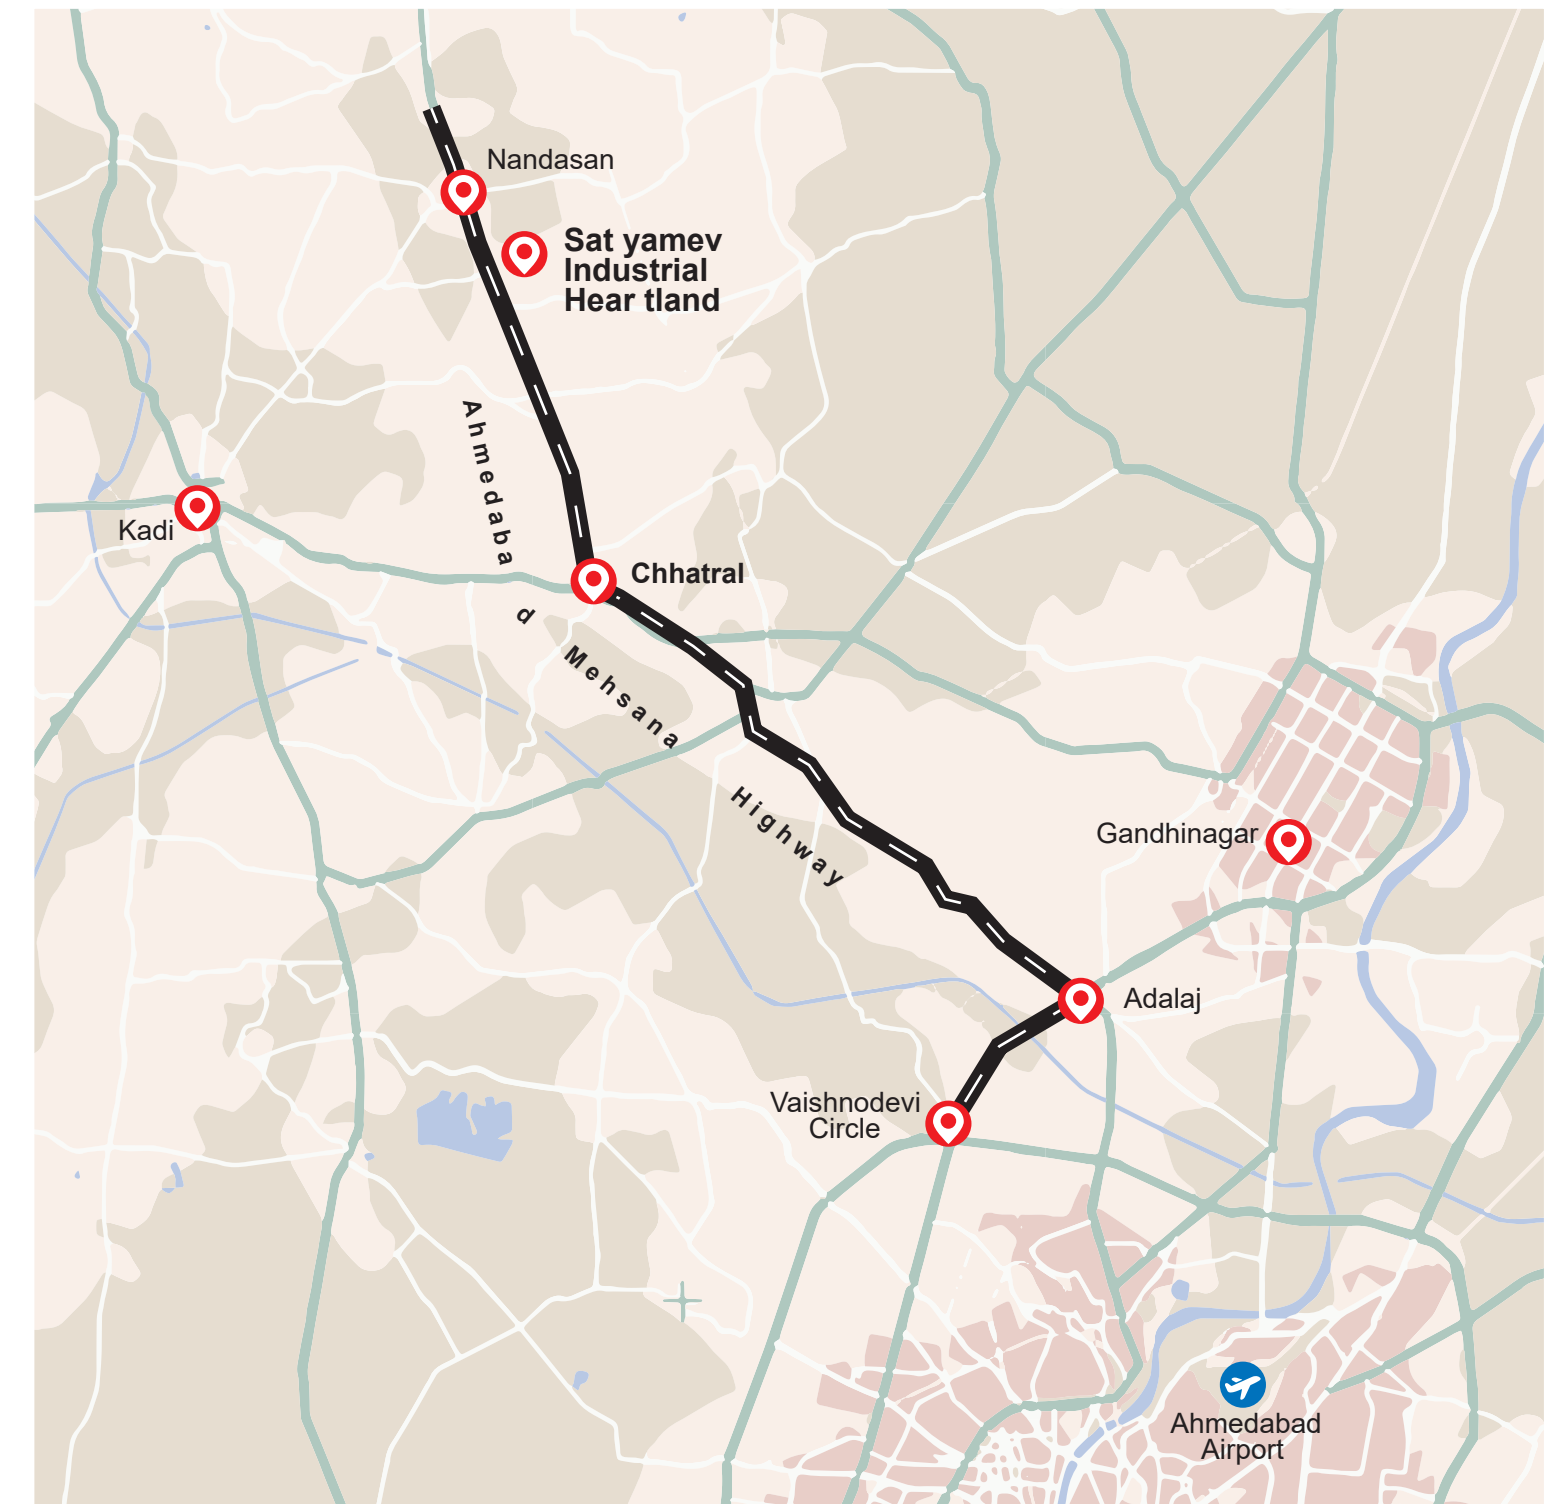 Nandasan
Sat yamev
Industrial
Hear tland
Ahmedabad Mehsana Highway
Kadi
Chhatral
Gandhinagar
Adalaj
Vaishnodevi
Circle
Ahmedabad
Airport